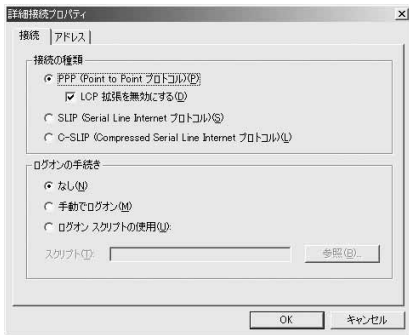 詳細接続プロパティ
接続 アドレス
接続の種類
PPP (Point to Point プロトコル)(P)
LCP 拡張を無効にする(D)
SLIP (Serial Line Internet プロトコル)(S)
C-SLIP (Compressed Serial Line Internet プロトコル)(L)
ログオンの手続き
なし(N)
手動でログオン(M)
ログオン スクリプトの使用(U):
スクリプト(T):
参照(B)...
OK キャンセル